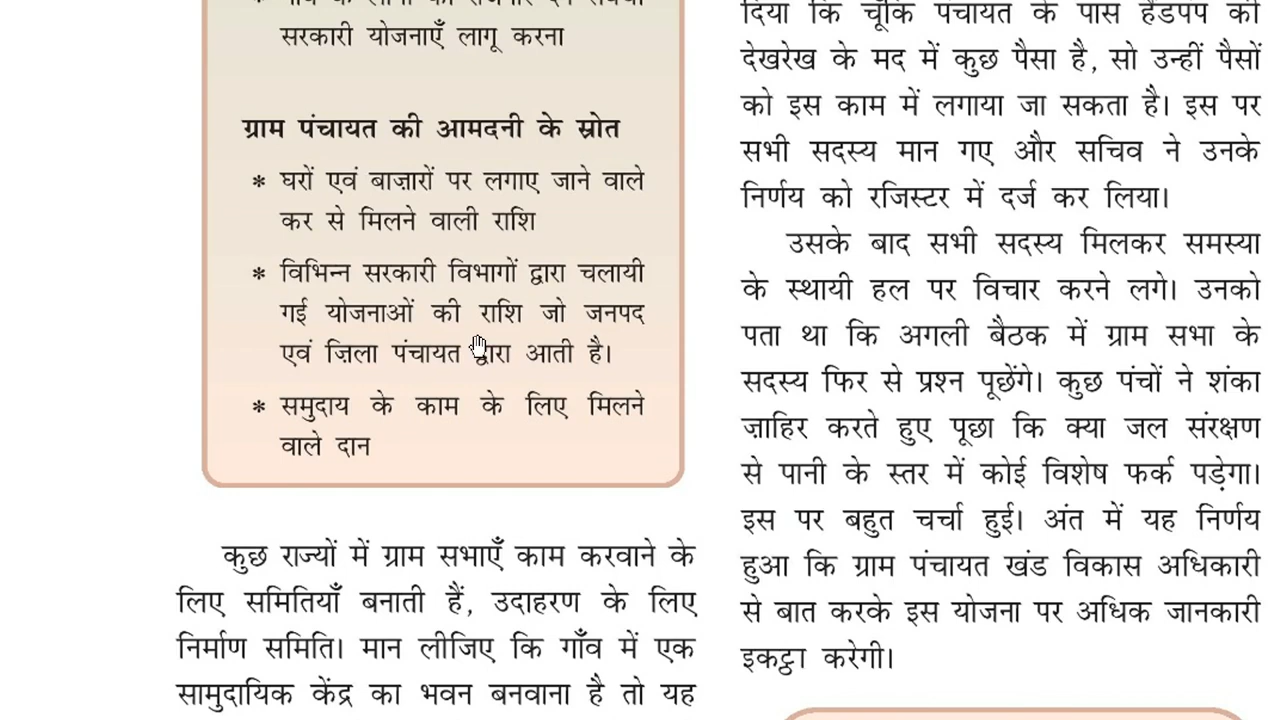 सरकारी योजनाएँ लागू करना
ग्राम पंचायत की आमदनी के स्रोत
* घरों एवं बाज़ारों पर लगाए जाने वाले
कर से मिलने वाली राशि
* विभिन्न सरकारी विभागों द्वारा चलायी
गई योजनाओं की राशि जो जनपद
एवं ज़िला पंचायत द्वारा आती है।
* समुदाय के काम के लिए मिलने
वाले दान
कुछ राज्यों में ग्राम सभाएँ काम करवाने के
लिए समितियाँ बनाती हैं, उदाहरण के लिए
निर्माण समिति। मान लीजिए कि गाँव में एक
सामुदायिक केंद्र का भवन बनवाना है तो यह
दिया कि चूँकि पंचायत के पास हैंडपंप की
देखरेख के मद में कुछ पैसा है, सो उन्हीं पैसों
को इस काम में लगाया जा सकता है। इस पर
सभी सदस्य मान गए और सचिव ने उनके
निर्णय को रजिस्टर में दर्ज कर लिया।
उसके बाद सभी सदस्य मिलकर समस्या
के स्थायी हल पर विचार करने लगे। उनको
पता था कि अगली बैठक में ग्राम सभा के
सदस्य फिर से प्रश्न पूछेंगे। कुछ पंचों ने शंका
ज़ाहिर करते हुए पूछा कि क्या जल संरक्षण
से पानी के स्तर में कोई विशेष फर्क पड़ेगा।
इस पर बहुत चर्चा हुई। अंत में यह निर्णय
हुआ कि ग्राम पंचायत खंड विकास अधिकारी
से बात करके इस योजना पर अधिक जानकारी
इकट्ठा करेगी।